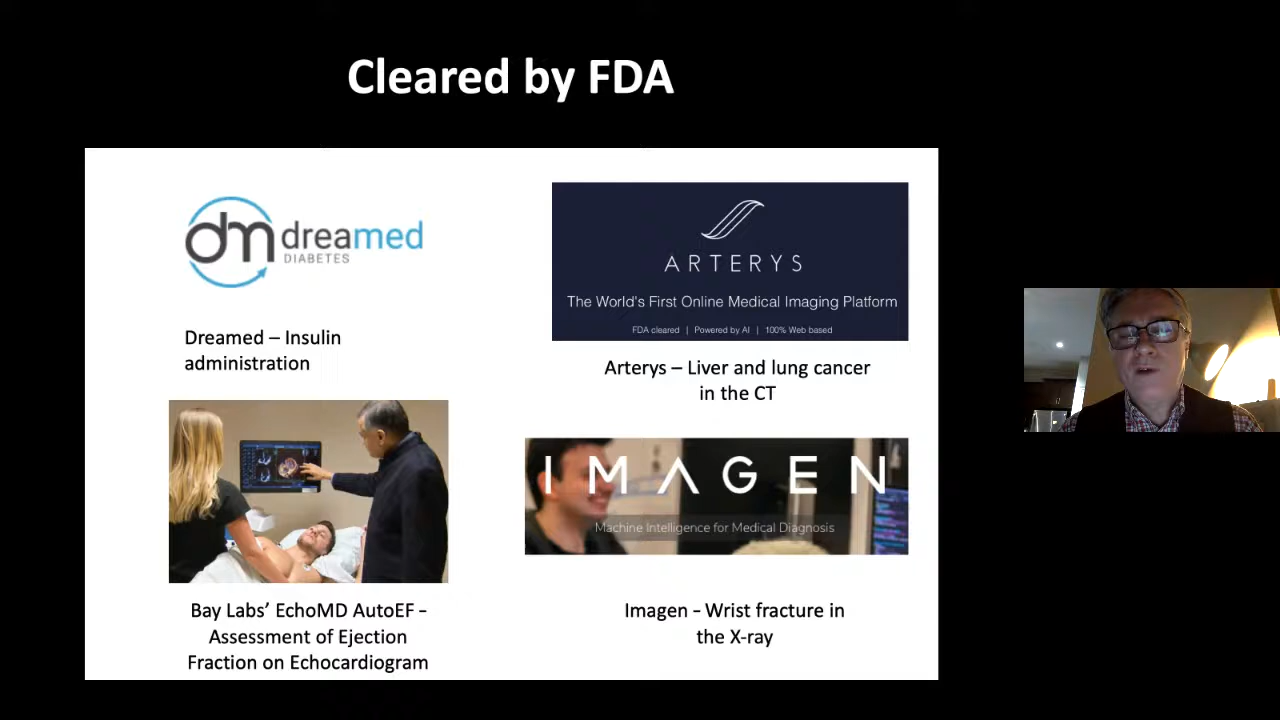 Cleared by FDA
dm dreamed
DIABETES
Dreamed – Insulin
administration
ARTERYS
The World's First Online Medical Imaging Platform
FDA cleared | Powered by AI | 100% Web based
Arterys – Liver and lung cancer
in the CT
Bay Labs' EchoMD AutoEF -
Assessment of Ejection
Fraction on Echocardiogram
IMAGEN
Machine Intelligence for Medical Diagnosis
Imagen - Wrist fracture in
the X-ray